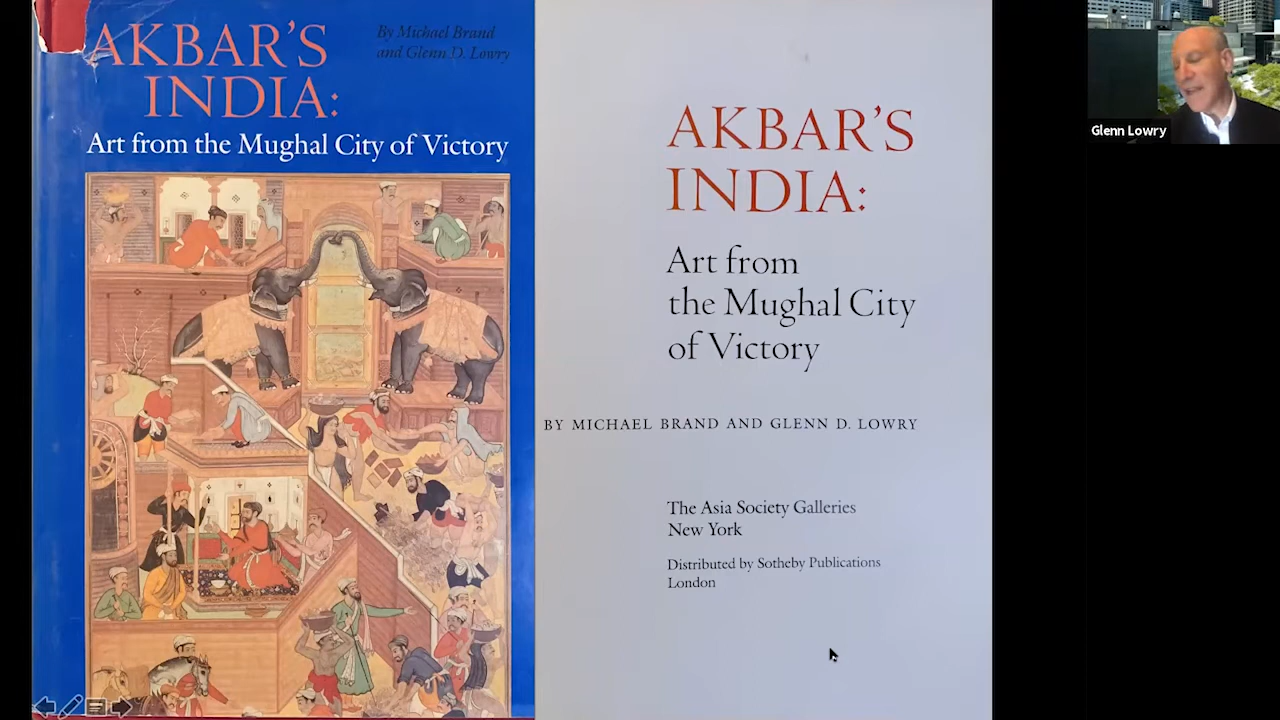 AKBAR'S
INDIA:
By Michael Brand
and Glenn D. Lowry
Art from the Mughal City of Victory
AKBAR'S
INDIA:
Art from
the Mughal City
of Victory
BY MICHAEL BRAND AND GLENN D. LOWRY
The Asia Society Galleries
New York
Distributed by Sotheby Publications
London
Glenn Lowry